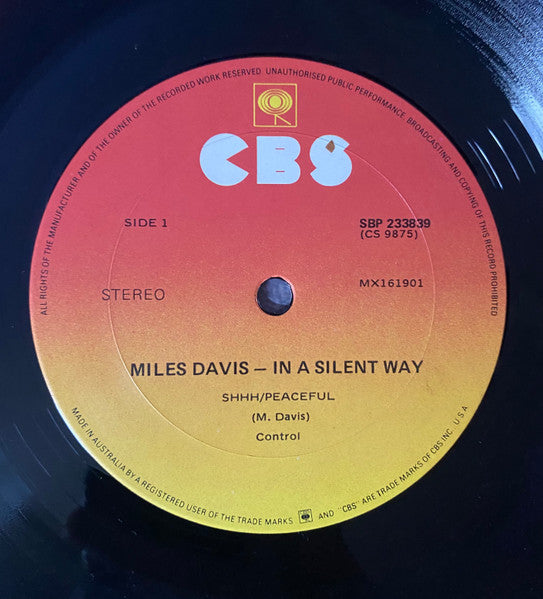 ALL RIGHTS OF THE MANUFACTURER AND OF THE OWNER OF THE RECORDED WORK RESERVED. UNAUTHORISED PUBLIC PERFORMANCE, BROADCASTING AND COPYING OF THIS RECORD PROHIBITED
CBS
SIDE 1
SBP 233839
(CS 9875)
STEREO
MX161901
MILES DAVIS – IN A SILENT WAY
SHHH/PEACEFUL
(M. Davis)
Control
MADE IN AUSTRALIA BY A REGISTERED USER OF THE TRADE MARKS. AND "CBS" ARE TRADE MARKS OF CBS INC. U.S.A